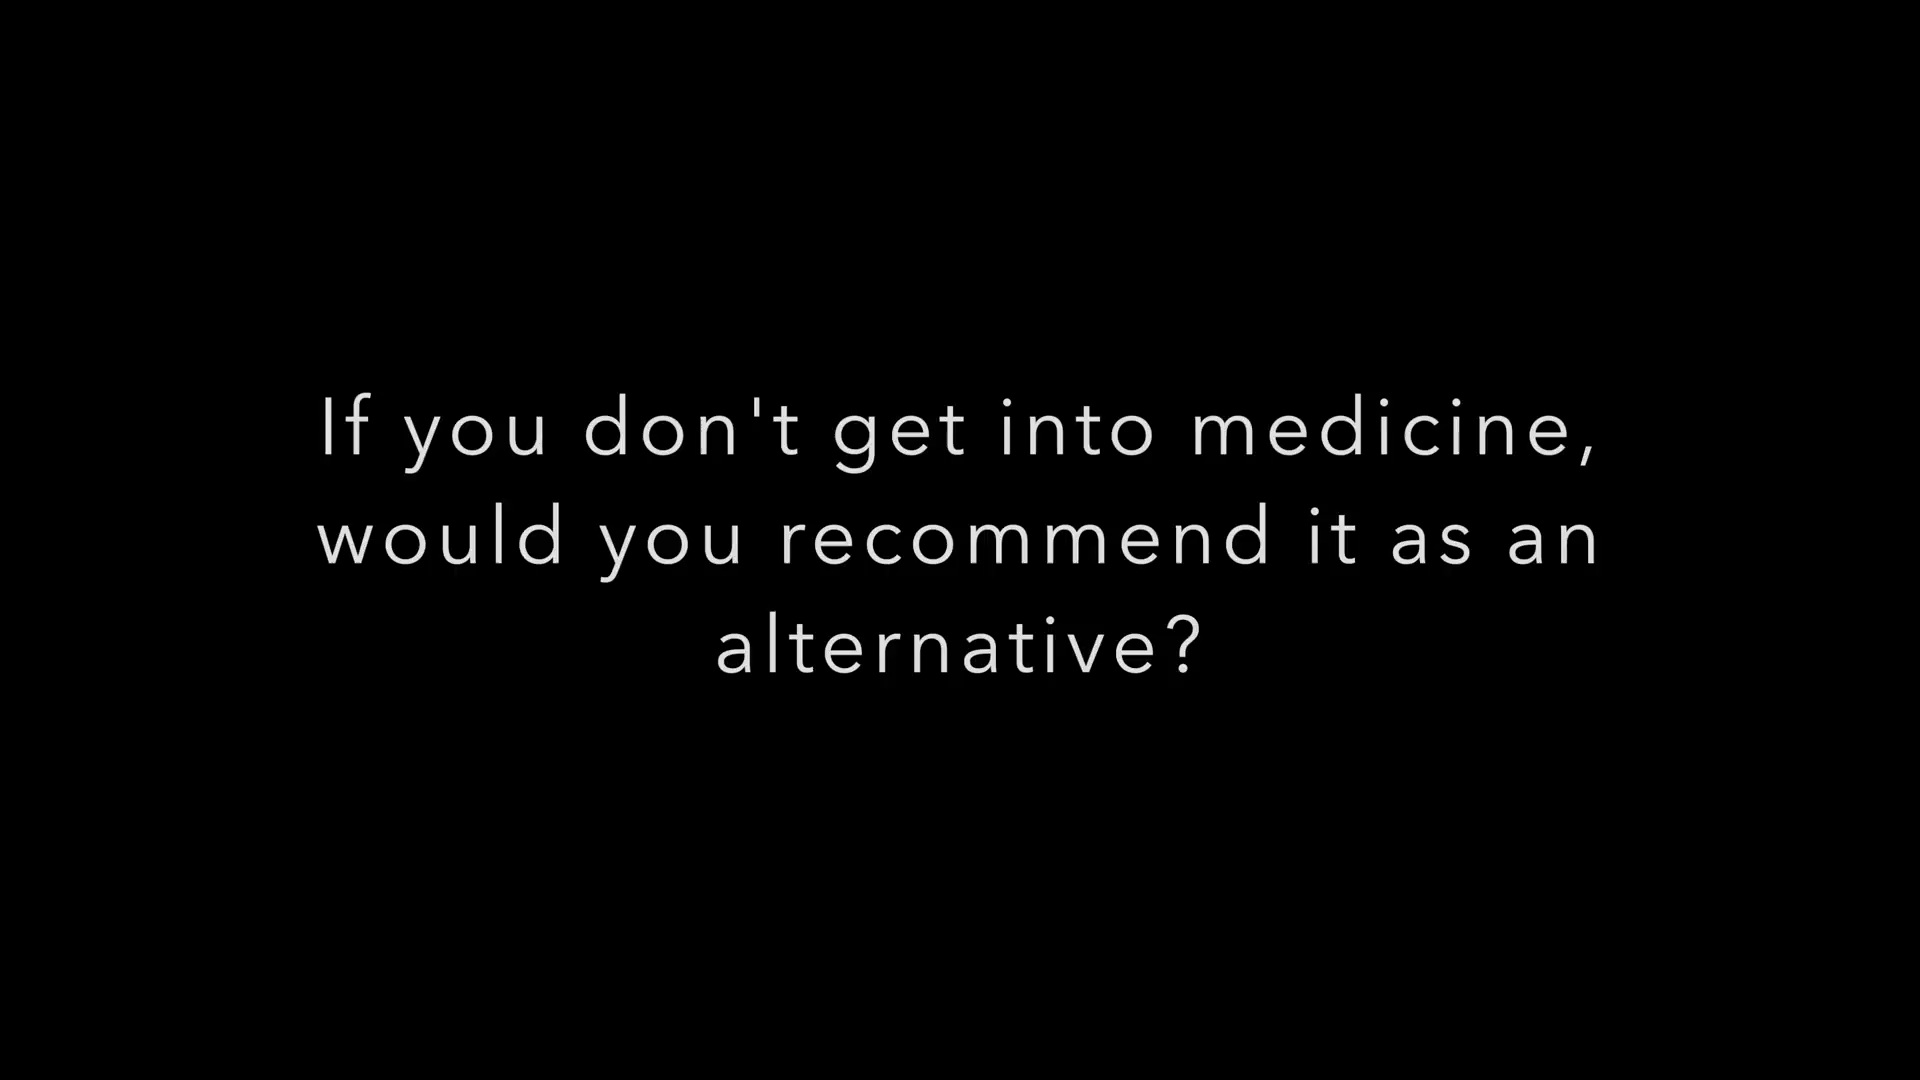 If you don't get into medicine,
would you recommend it as an
alternative?